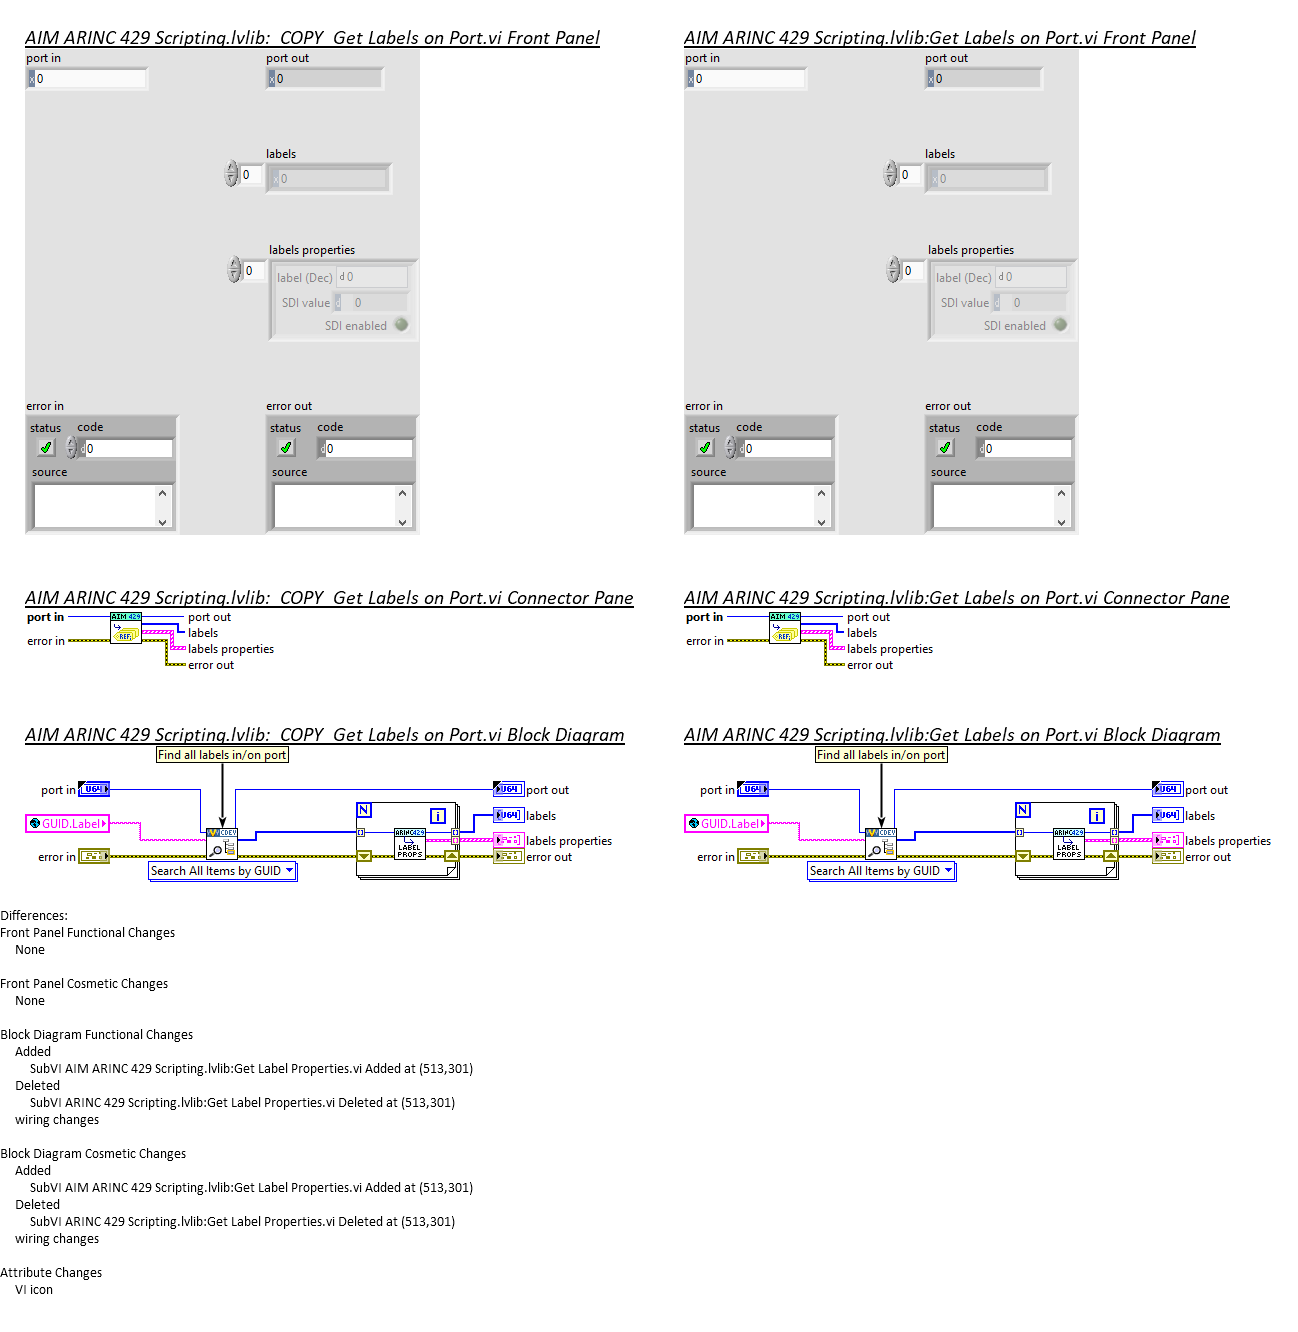 AIM ARINC 429 Scripting.lvlib:_COPY_Get Labels on Port.vi Front Panel
port in
port out
x 0
x 0
labels
0
x 0
labels properties
0
label (Dec)
d 0
SDI value
d 0
SDI enabled
error in
error out
status
code
status
code
d 0
d 0
source
source
AIM ARINC 429 Scripting.lvlib:Get Labels on Port.vi Front Panel
port in
port out
x 0
x 0
labels
0
x 0
labels properties
0
label (Dec)
d 0
SDI value
d 0
SDI enabled
error in
error out
status
code
status
code
d 0
d 0
source
source
AIM ARINC 429 Scripting.lvlib:_COPY_Get Labels on Port.vi Connector Pane
port in
AIM 429
REF
port out
labels
error in
labels properties
error out
AIM ARINC 429 Scripting.lvlib:Get Labels on Port.vi Connector Pane
port in
AIM 429
REF
port out
labels
error in
labels properties
error out
AIM ARINC 429 Scripting.lvlib:_COPY_Get Labels on Port.vi Block Diagram
Find all labels in/on port
port in
U64
U64
port out
N
i
GUID.Label
CDEV
ARINC429
LABEL
PROPS
U64
labels
labels properties
error in
error out
Search All Items by GUID
AIM ARINC 429 Scripting.lvlib:Get Labels on Port.vi Block Diagram
Find all labels in/on port
port in
U64
U64
port out
N
i
GUID.Label
CDEV
ARINC429
LABEL
PROPS
U64
labels
labels properties
error in
error out
Search All Items by GUID
Differences:
Front Panel Functional Changes
None
Front Panel Cosmetic Changes
None
Block Diagram Functional Changes
Added
SubVI AIM ARINC 429 Scripting.lvlib:Get Label Properties.vi Added at (513,301)
Deleted
SubVI ARINC 429 Scripting.lvlib:Get Label Properties.vi Deleted at (513,301)
wiring changes
Block Diagram Cosmetic Changes
Added
SubVI AIM ARINC 429 Scripting.lvlib:Get Label Properties.vi Added at (513,301)
Deleted
SubVI ARINC 429 Scripting.lvlib:Get Label Properties.vi Deleted at (513,301)
wiring changes
Attribute Changes
VI icon